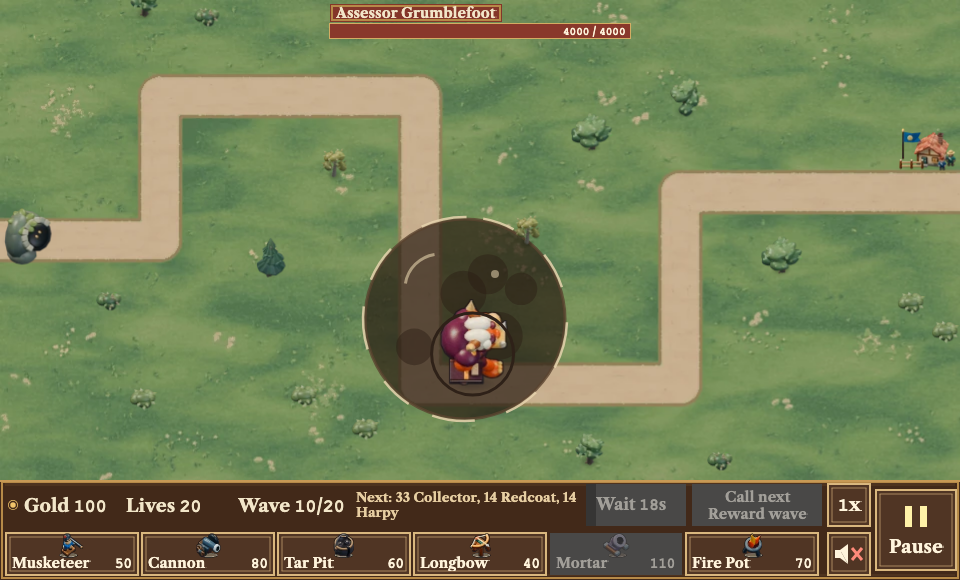 Assessor Grumblefoot
4000 / 4000
Gold 100 Lives 20 Wave 10/20
Next: 33 Collector, 14 Redcoat, 14
Harpy
Wait 18s
Call next
Reward wave
1x
Pause
Musketeer 50
Cannon 80
Tar Pit 60
Longbow 40
Mortar 110
Fire Pot 70